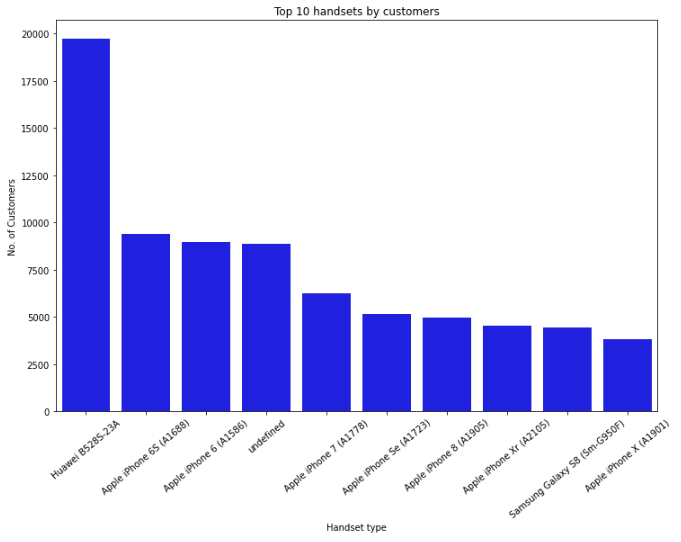 Top 10 handsets by customers
No. of Customers
20000
17500
15000
12500
10000
7500
5000
2500
0
Huawei B528S-23A
Apple iPhone 6S (A1688)
Apple iPhone 6 (A1586)
undefined
Apple iPhone 7 (A1778)
Apple iPhone Se (A1723)
Apple iPhone 8 (A1905)
Apple iPhone Xr (A2105)
Samsung Galaxy S8 (Sm-G950F)
Apple iPhone X (A1901)
Handset type